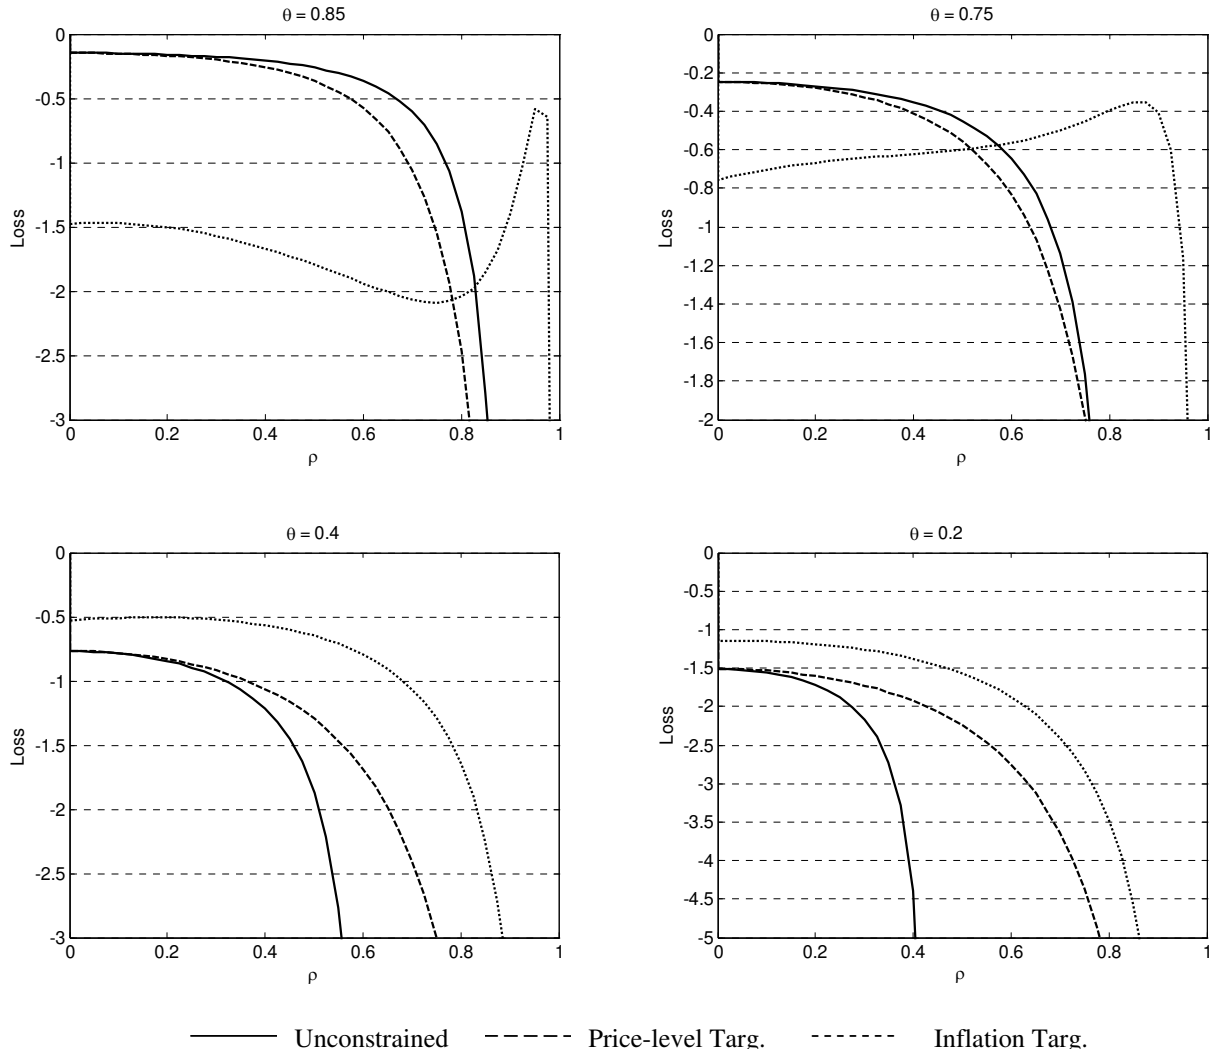 θ = 0.85
0
-0.5
-1
-1.5
-2
-2.5
-3
Loss
0 0.2 0.4 0.6 0.8 1
ρ
θ = 0.75
0
-0.2
-0.4
-0.6
-0.8
-1
-1.2
-1.4
-1.6
-1.8
-2
Loss
0 0.2 0.4 0.6 0.8 1
ρ
θ = 0.4
0
-0.5
-1
-1.5
-2
-2.5
-3
Loss
0 0.2 0.4 0.6 0.8 1
ρ
θ = 0.2
0
-0.5
-1
-1.5
-2
-2.5
-3
-3.5
-4
-4.5
-5
Loss
0 0.2 0.4 0.6 0.8 1
ρ
Unconstrained Price-level Targ. Inflation Targ.